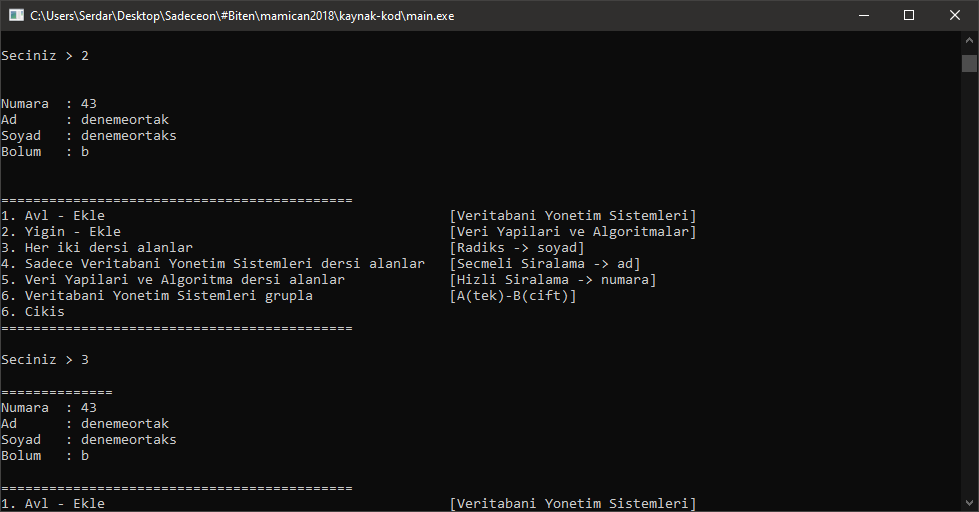 C:\Users\Serdar\Desktop\Sadeceon\#Biten\mamican2018\kaynak-kod\main.exe
Seciniz > 2
Numara  : 43
Ad      : denemeortak
Soyad   : denemeortaks
Bolum   : b
============================================
1. Avl - Ekle                                           [Veritabani Yonetim Sistemleri]
2. Yigin - Ekle                                         [Veri Yapilari ve Algoritmalar]
3. Her iki dersi alanlar                                [Radiks -> soyad]
4. Sadece Veritabani Yonetim Sistemleri dersi alanlar   [Secmeli Siralama -> ad]
5. Veri Yapilari ve Algoritma dersi alanlar             [Hizli Siralama -> numara]
6. Veritabani Yonetim Sistemleri grupla                 [A(tek)-B(cift)]
6. Cikis
============================================
Seciniz > 3
==============
Numara  : 43
Ad      : denemeortak
Soyad   : denemeortaks
Bolum   : b
============================================
1. Avl - Ekle                                           [Veritabani Yonetim Sistemleri]